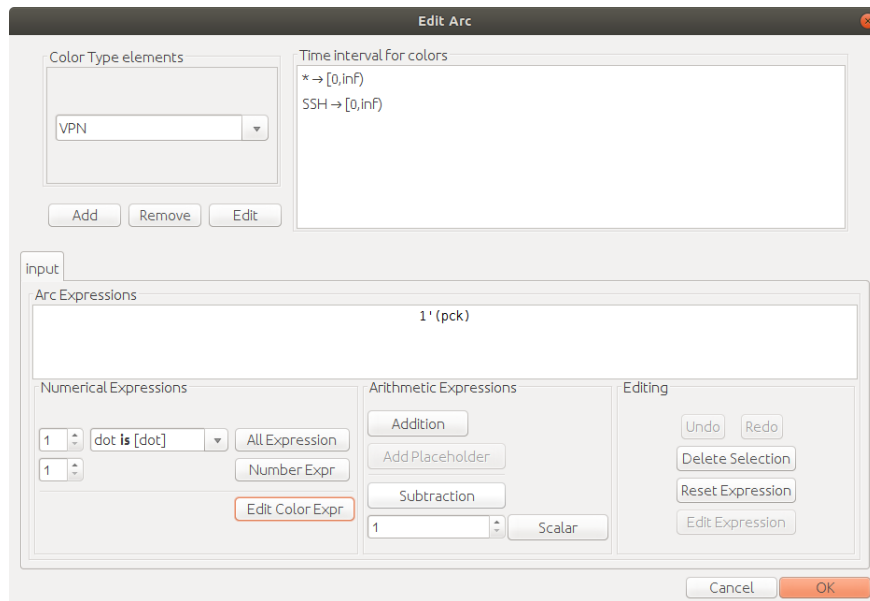 Edit Arc
Color Type elements
Time interval for colors
* → [0,inf)
SSH → [0,inf)
VPN
Add Remove Edit
input
Arc Expressions
1'(pck)
Numerical Expressions
Arithmetic Expressions
Editing
1 dot is [dot] All Expression
1 Number Expr
Edit Color Expr
Addition
Add Placeholder
Subtraction
1 Scalar
Undo Redo
Delete Selection
Reset Expression
Edit Expression
Cancel OK